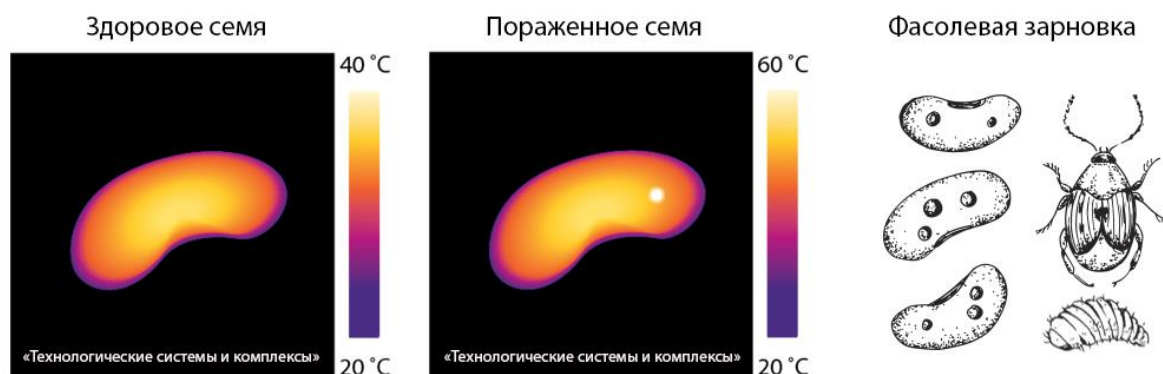 Здоровое семя
Пораженное семя
Фасолевая зарновка
40 ˚C
60 ˚C
«Технологические системы и комплексы»
20 ˚C
«Технологические системы и комплексы»
20 ˚C